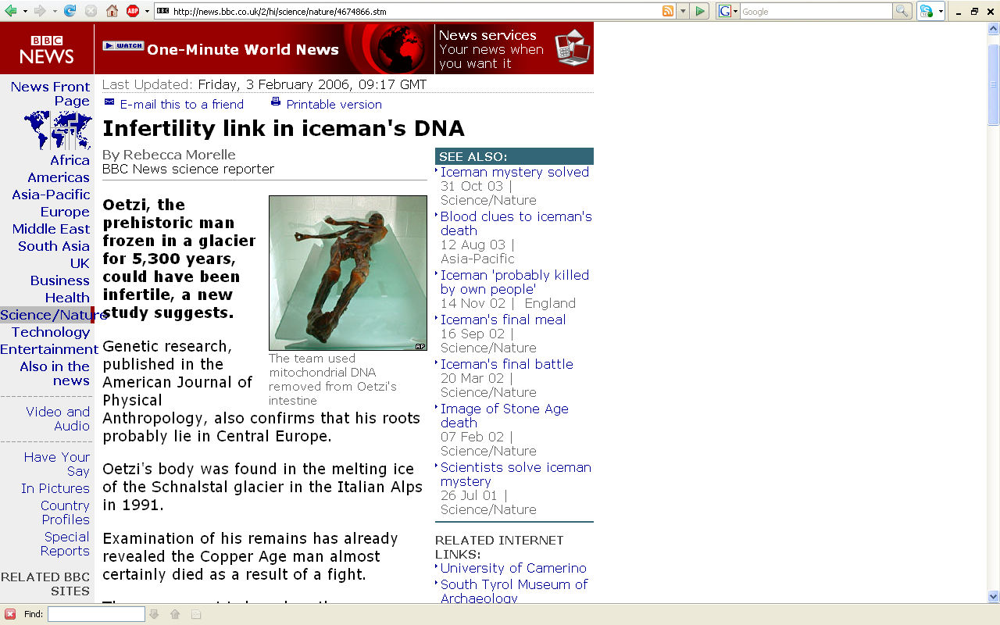 ABP
BBC
http://news.bbc.co.uk/2/hi/science/nature/4674866.stm
G
Google
BBC
NEWS
WATCH
One-Minute World News
News services
Your news when
you want it
News Front
Page
Africa
Americas
Asia-Pacific
Europe
Middle East
South Asia
UK
Business
Health
Science/Nature
Technology
Entertainment
Also in the
news
Video and
Audio
Have Your
Say
In Pictures
Country
Profiles
Special
Reports
RELATED BBC
SITES
Last Updated: Friday, 3 February 2006, 09:17 GMT
E-mail this to a friend
Printable version
Infertility link in iceman's DNA
By Rebecca Morelle
BBC News science reporter
Oetzi, the
prehistoric man
frozen in a glacier
for 5,300 years,
could have been
infertile, a new
study suggests.
AP
The team used
mitochondrial DNA
removed from Oetzi's
intestine
Genetic research,
published in the
American Journal of
Physical
Anthropology, also confirms that his roots
probably lie in Central Europe.
Oetzi's body was found in the melting ice
of the Schnalstal glacier in the Italian Alps
in 1991.
Examination of his remains has already
revealed the Copper Age man almost
certainly died as a result of a fight.
SEE ALSO:
Iceman mystery solved
31 Oct 03 |
Science/Nature
Blood clues to iceman's
death
12 Aug 03 |
Asia-Pacific
Iceman 'probably killed
by own people'
14 Nov 02 | England
Iceman's final meal
16 Sep 02 |
Science/Nature
Iceman's final battle
20 Mar 02 |
Science/Nature
Image of Stone Age
death
07 Feb 02 |
Science/Nature
Scientists solve iceman
mystery
26 Jul 01 |
Science/Nature
RELATED INTERNET
LINKS:
University of Camerino
South Tyrol Museum of
Archaeology
Find: